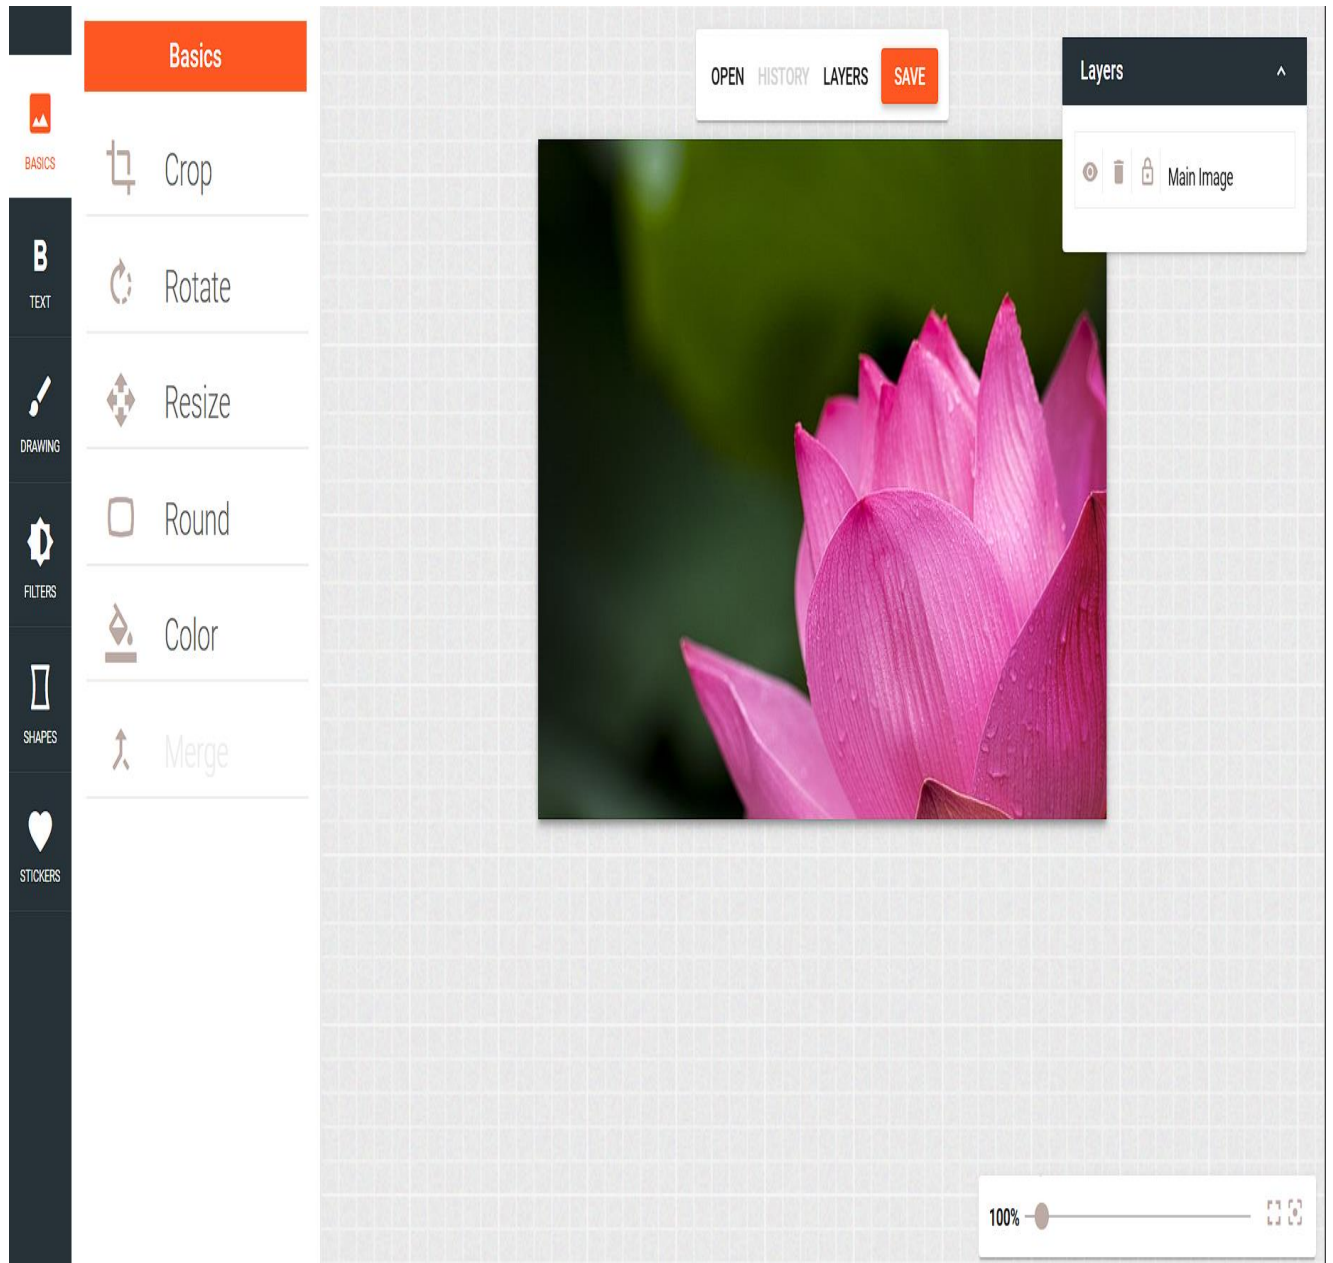 BASICS
TEXT
DRAWING
FILTERS
SHAPES
STICKERS
Basics
Crop
Rotate
Resize
Round
Color
Merge
OPEN HISTORY LAYERS SAVE
Layers
Main Image
100%